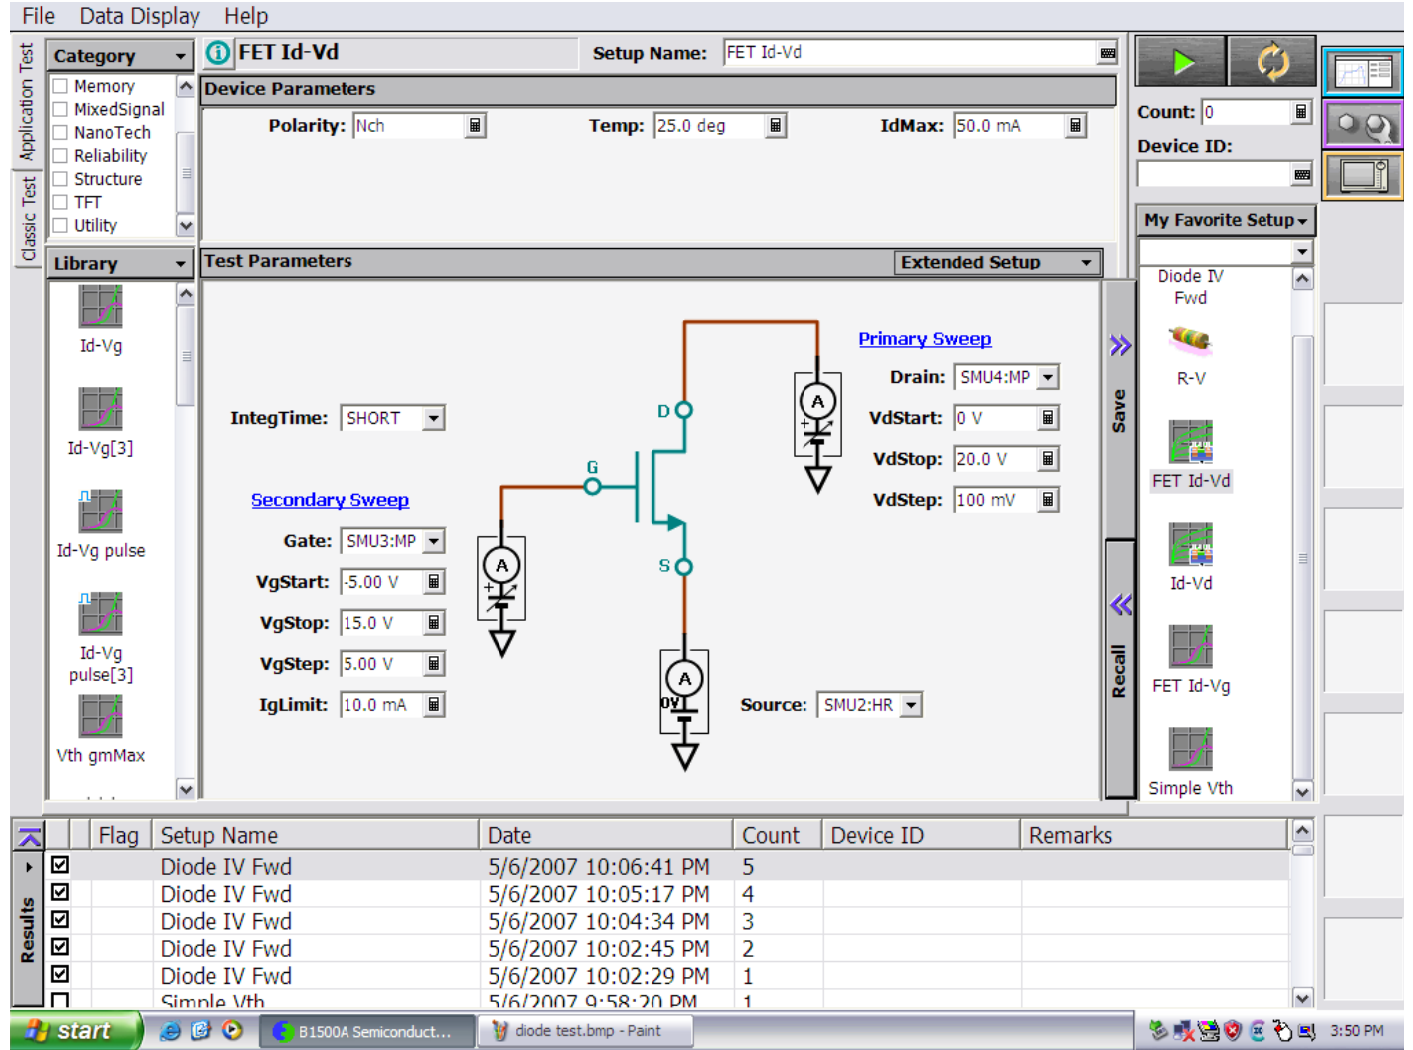 File Data Display Help
Application Test
Classic Test
Category
Memory
MixedSignal
NanoTech
Reliability
Structure
TFT
Utility
Library
Id-Vg
Id-Vg[3]
Id-Vg pulse
Id-Vg
pulse[3]
Vth gmMax
FET Id-Vd
Setup Name: FET Id-Vd
Device Parameters
Polarity: Nch Temp: 25.0 deg IdMax: 50.0 mA
Test Parameters
Extended Setup
IntegTime: SHORT
Secondary Sweep
Gate: SMU3:MP
VgStart: -5.00 V
VgStop: 15.0 V
VgStep: 5.00 V
IgLimit: 10.0 mA
D
G
S
A
A
A
0V
Primary Sweep
Drain: SMU4:MP
VdStart: 0 V
VdStop: 20.0 V
VdStep: 100 mV
Source: SMU2:HR
Save
Recall
Count: 0
Device ID:
My Favorite Setup
Diode IV
Fwd
R-V
FET Id-Vd
Id-Vd
FET Id-Vg
Simple Vth
Results
Flag Setup Name Date Count Device ID Remarks
Diode IV Fwd 5/6/2007 10:06:41 PM 5
Diode IV Fwd 5/6/2007 10:05:17 PM 4
Diode IV Fwd 5/6/2007 10:04:34 PM 3
Diode IV Fwd 5/6/2007 10:02:45 PM 2
Diode IV Fwd 5/6/2007 10:02:29 PM 1
Simple Vth 5/6/2007 9:58:20 PM 1
start B1500A Semiconduct... diode test.bmp - Paint 3:50 PM